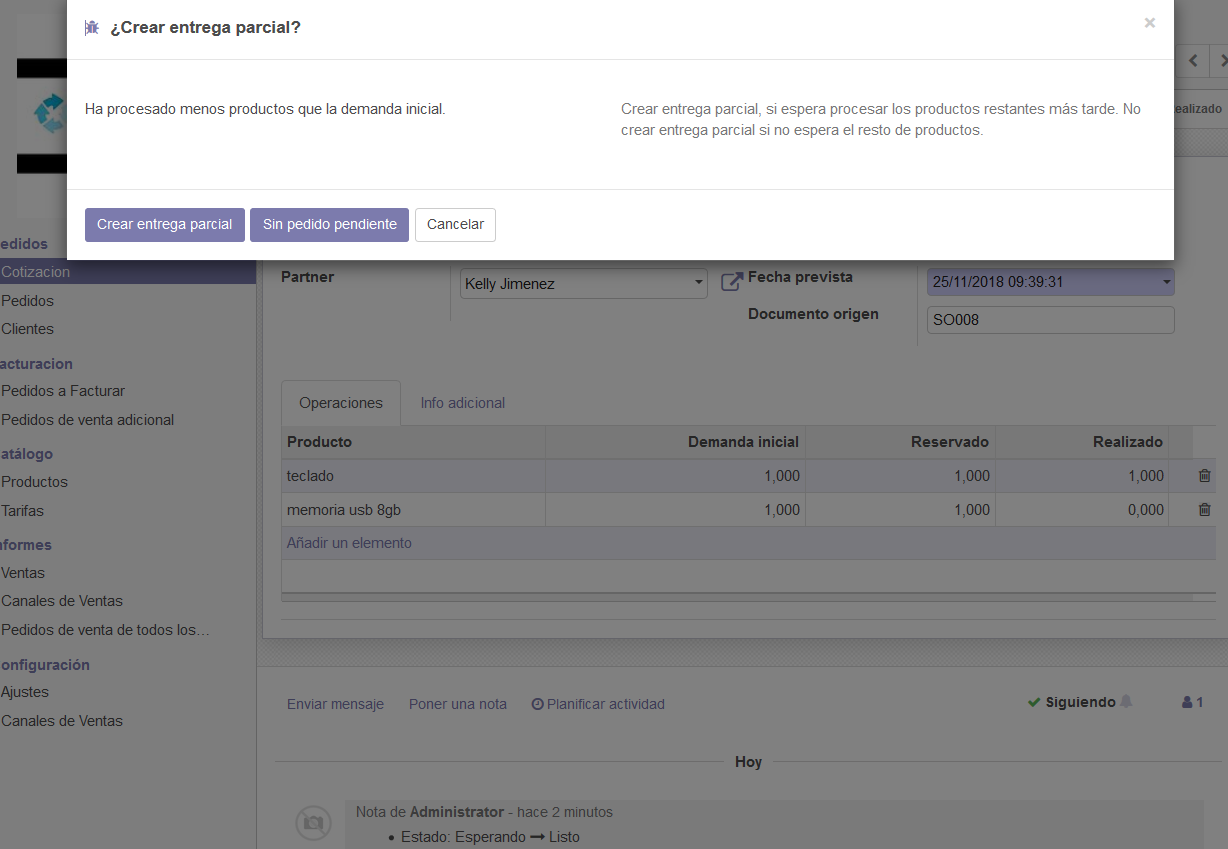 ¿Crear entrega parcial?
×
Ha procesado menos productos que la demanda inicial.
Crear entrega parcial, si espera procesar los productos restantes más tarde. No
crear entrega parcial si no espera el resto de productos.
Crear entrega parcial
Sin pedido pendiente
Cancelar
ealizado
edidos
Cotizacion
Pedidos
Clientes
acturacion
Pedidos a Facturar
Pedidos de venta adicional
atálogo
Productos
Tarifas
nformes
Ventas
Canales de Ventas
Pedidos de venta de todos los…
onfiguración
Ajustes
Canales de Ventas
Partner Kelly Jimenez
Fecha prevista 25/11/2018 09:39:31
Documento origen SO008
Operaciones Info adicional
Producto Demanda inicial Reservado Realizado
teclado 1,000 1,000 1,000
memoria usb 8gb 1,000 1,000 0,000
Añadir un elemento
Enviar mensaje Poner una nota Planificar actividad Siguiendo 1
Hoy
Nota de Administrator - hace 2 minutos
• Estado: Esperando ➞ Listo